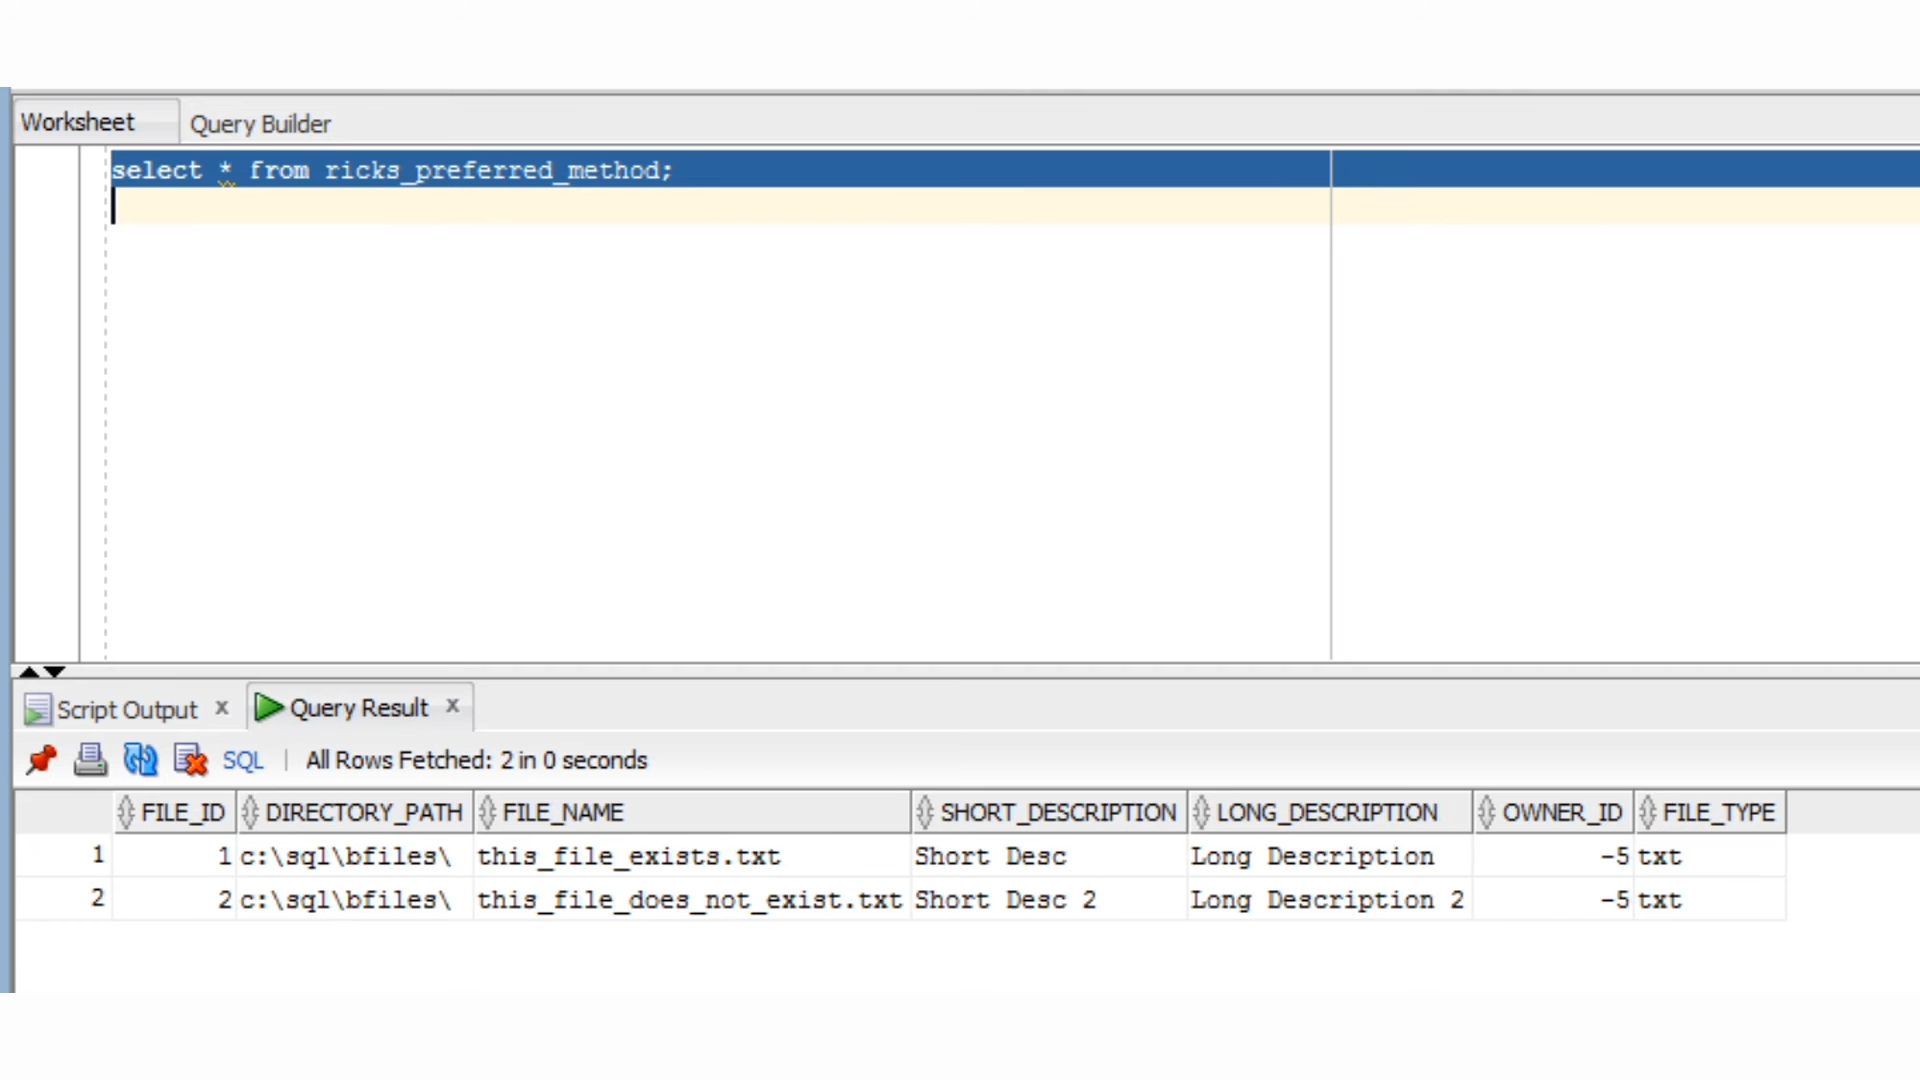 Worksheet Query Builder
select * from ricks_preferred_method;
Script Output x Query Result x
SQL | All Rows Fetched: 2 in 0 seconds
FILE_ID DIRECTORY_PATH FILE_NAME SHORT_DESCRIPTION LONG_DESCRIPTION OWNER_ID FILE_TYPE
1 1 c:\sql\bfiles\ this_file_exists.txt Short Desc Long Description -5 txt
2 2 c:\sql\bfiles\ this_file_does_not_exist.txt Short Desc 2 Long Description 2 -5 txt